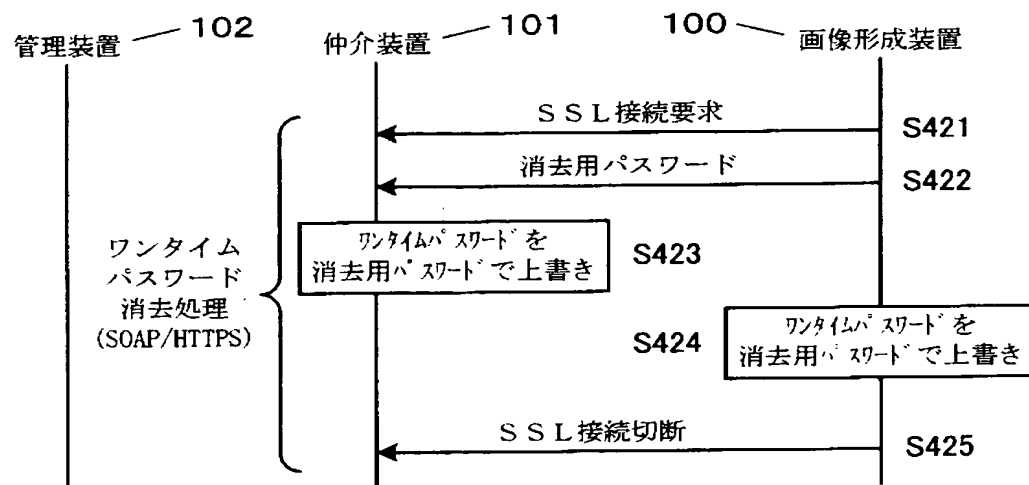 管理装置 102
仲介装置 101
100 画像形成装置
SSL接続要求 S421
消去用パスワード S422
ワンタイムパスワードを
消去用パスワードで上書き
S423
ワンタイム
パスワード
消去処理
(SOAP/HTTPS)
S424
ワンタイムパスワードを
消去用パスワードで上書き
SSL接続切断 S425